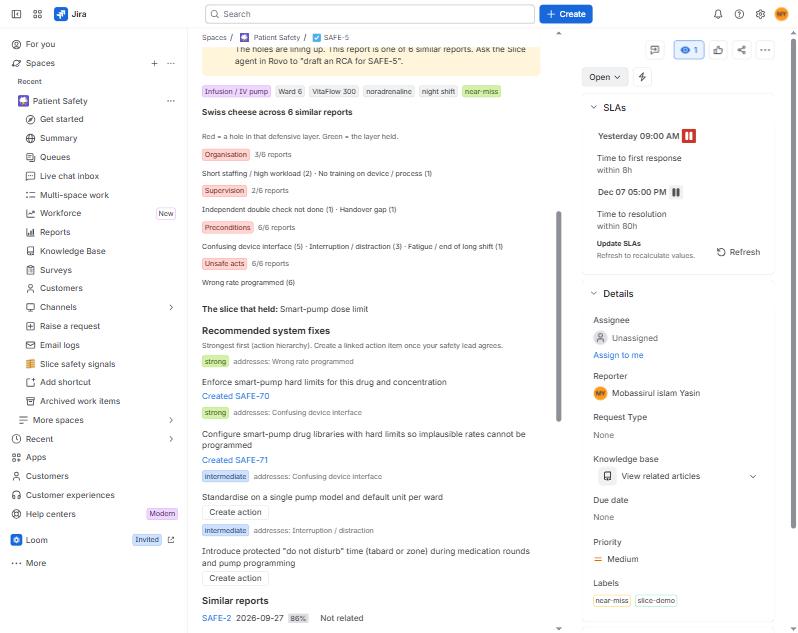 Jira
Search
+ Create
MY
For you
Spaces
Recent
Patient Safety
Get started
Summary
Queues
Live chat inbox
Multi-space work
Workforce New
Reports
Knowledge Base
Surveys
Customers
Channels
Raise a request
Email logs
Slice safety signals
Add shortcut
Archived work items
More spaces
Recent
Apps
Customers
Customer experiences
Help centers Modern
Loom Invited
More
Spaces / Patient Safety / SAFE-5
The holes are lining up. This report is one of 6 similar reports. Ask the Slice
agent in Rovo to "draft an RCA for SAFE-5".
Infusion / IV pump Ward 6 VitaFlow 300 noradrenaline night shift near-miss
Swiss cheese across 6 similar reports
Red = a hole in that defensive layer. Green = the layer held.
Organisation 3/6 reports
Short staffing / high workload (2) · No training on device / process (1)
Supervision 2/6 reports
Independent double check not done (1) · Handover gap (1)
Preconditions 6/6 reports
Confusing device interface (5) · Interruption / distraction (3) · Fatigue / end of long shift (1)
Unsafe acts 6/6 reports
Wrong rate programmed (6)
The slice that held: Smart-pump dose limit
Recommended system fixes
Strongest first (action hierarchy). Create a linked action item once your safety lead agrees.
strong addresses: Wrong rate programmed
Enforce smart-pump hard limits for this drug and concentration
Created SAFE-70
strong addresses: Confusing device interface
Configure smart-pump drug libraries with hard limits so implausible rates cannot be
programmed
Created SAFE-71
intermediate addresses: Confusing device interface
Standardise on a single pump model and default unit per ward
Create action
intermediate addresses: Interruption / distraction
Introduce protected "do not disturb" time (tabard or zone) during medication rounds
and pump programming
Create action
Similar reports
SAFE-2 2026-09-27 86% Not related
1
Open
SLAs
Yesterday 09:00 AM
Time to first response
within 8h
Dec 07 05:00 PM
Time to resolution
within 80h
Update SLAs
Refresh to recalculate values.
Refresh
Details
Assignee
Unassigned
Assign to me
Reporter
MY Mobassirul islam Yasin
Request Type
None
Knowledge base
View related articles
Due date
None
Priority
Medium
Labels
near-miss slice-demo